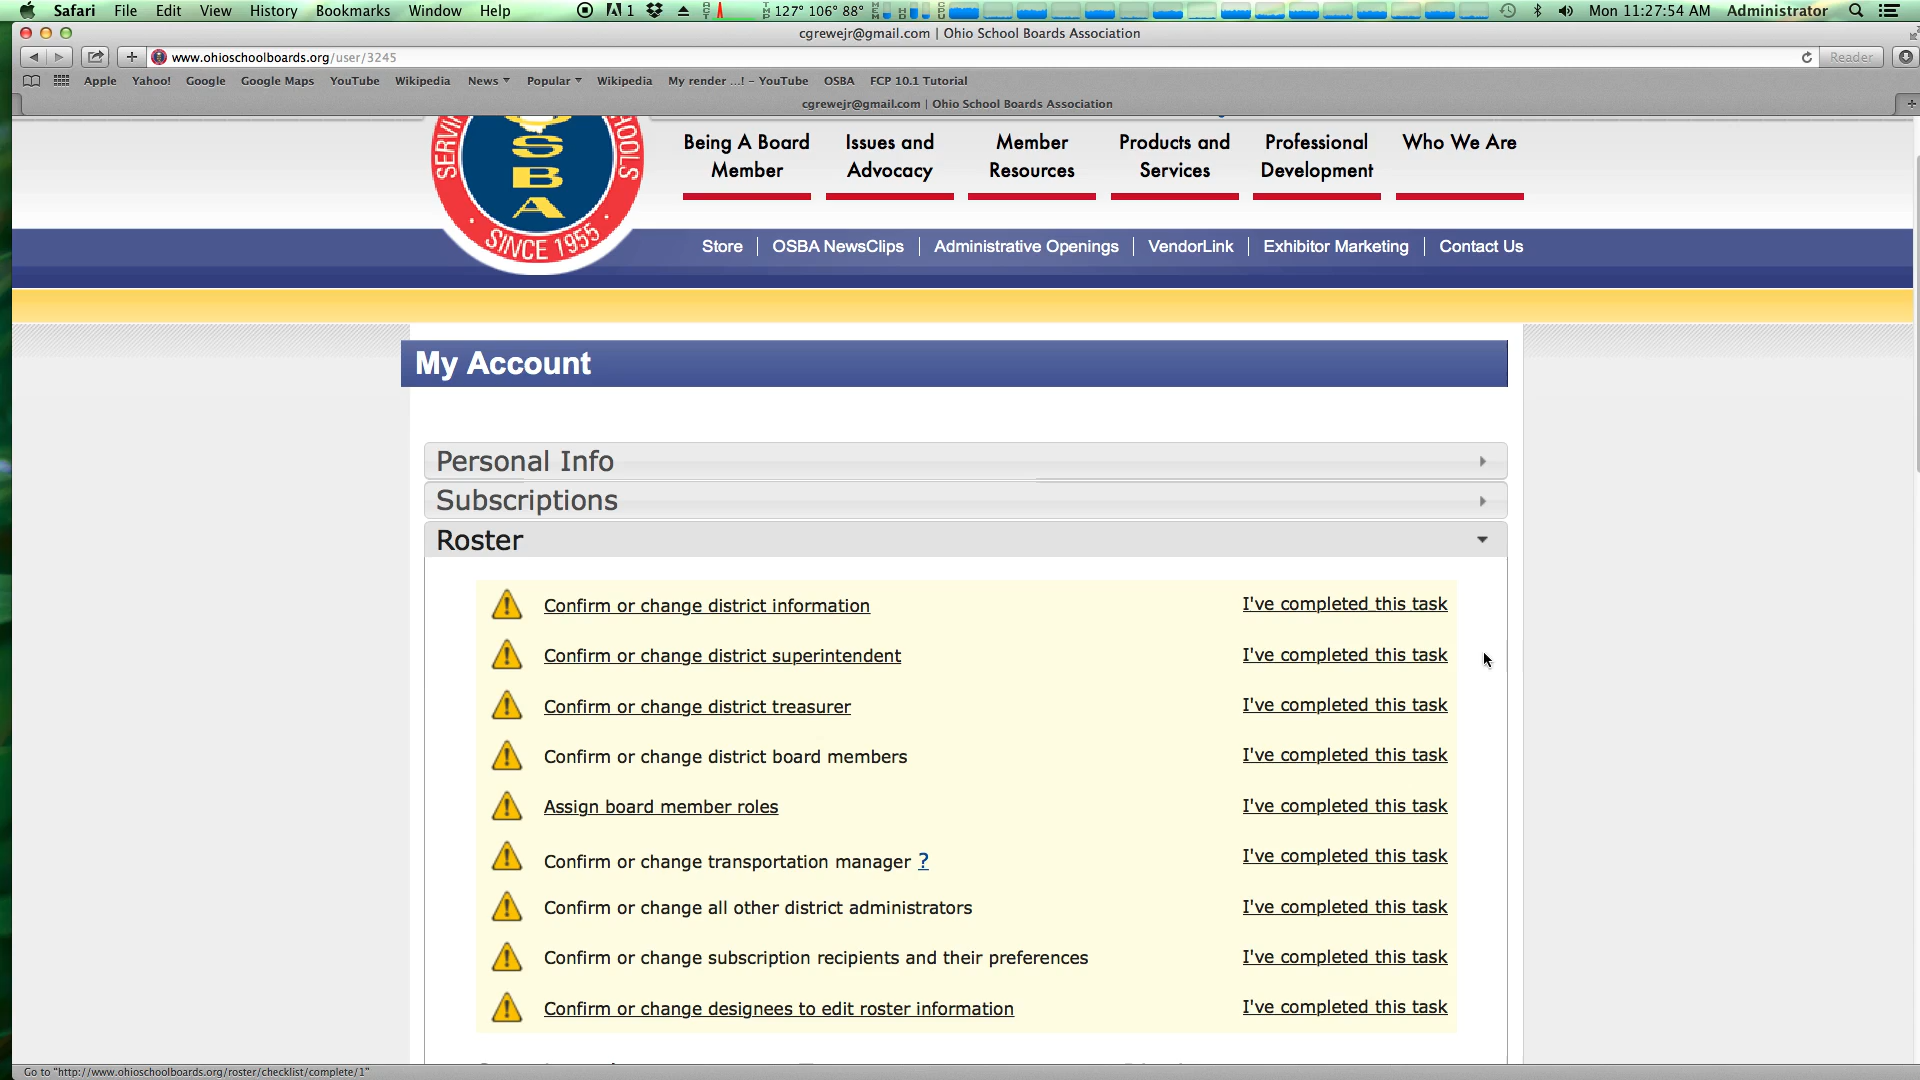 Safari File Edit View History Bookmarks Window Help 1 127° 106° 88° Mon 11:27:54 AM Administrator
cgrewejr@gmail.com | Ohio School Boards Association
www.ohioschoolboards.org/user/3245 Reader
Apple Yahoo! Google Google Maps YouTube Wikipedia News Popular Wikipedia My render ...! - YouTube OSBA FCP 10.1 Tutorial
cgrewejr@gmail.com | Ohio School Boards Association
SBA
SINCE 1955
Being A Board Member
Issues and Advocacy
Member Resources
Products and Services
Professional Development
Who We Are
Store OSBA NewsClips Administrative Openings VendorLink Exhibitor Marketing Contact Us
My Account
Personal Info
Subscriptions
Roster
Confirm or change district information I've completed this task
Confirm or change district superintendent I've completed this task
Confirm or change district treasurer I've completed this task
Confirm or change district board members I've completed this task
Assign board member roles I've completed this task
Confirm or change transportation manager ? I've completed this task
Confirm or change all other district administrators I've completed this task
Confirm or change subscription recipients and their preferences I've completed this task
Confirm or change designees to edit roster information I've completed this task
Go to "http://www.ohioschoolboards.org/roster/checklist/complete/1"